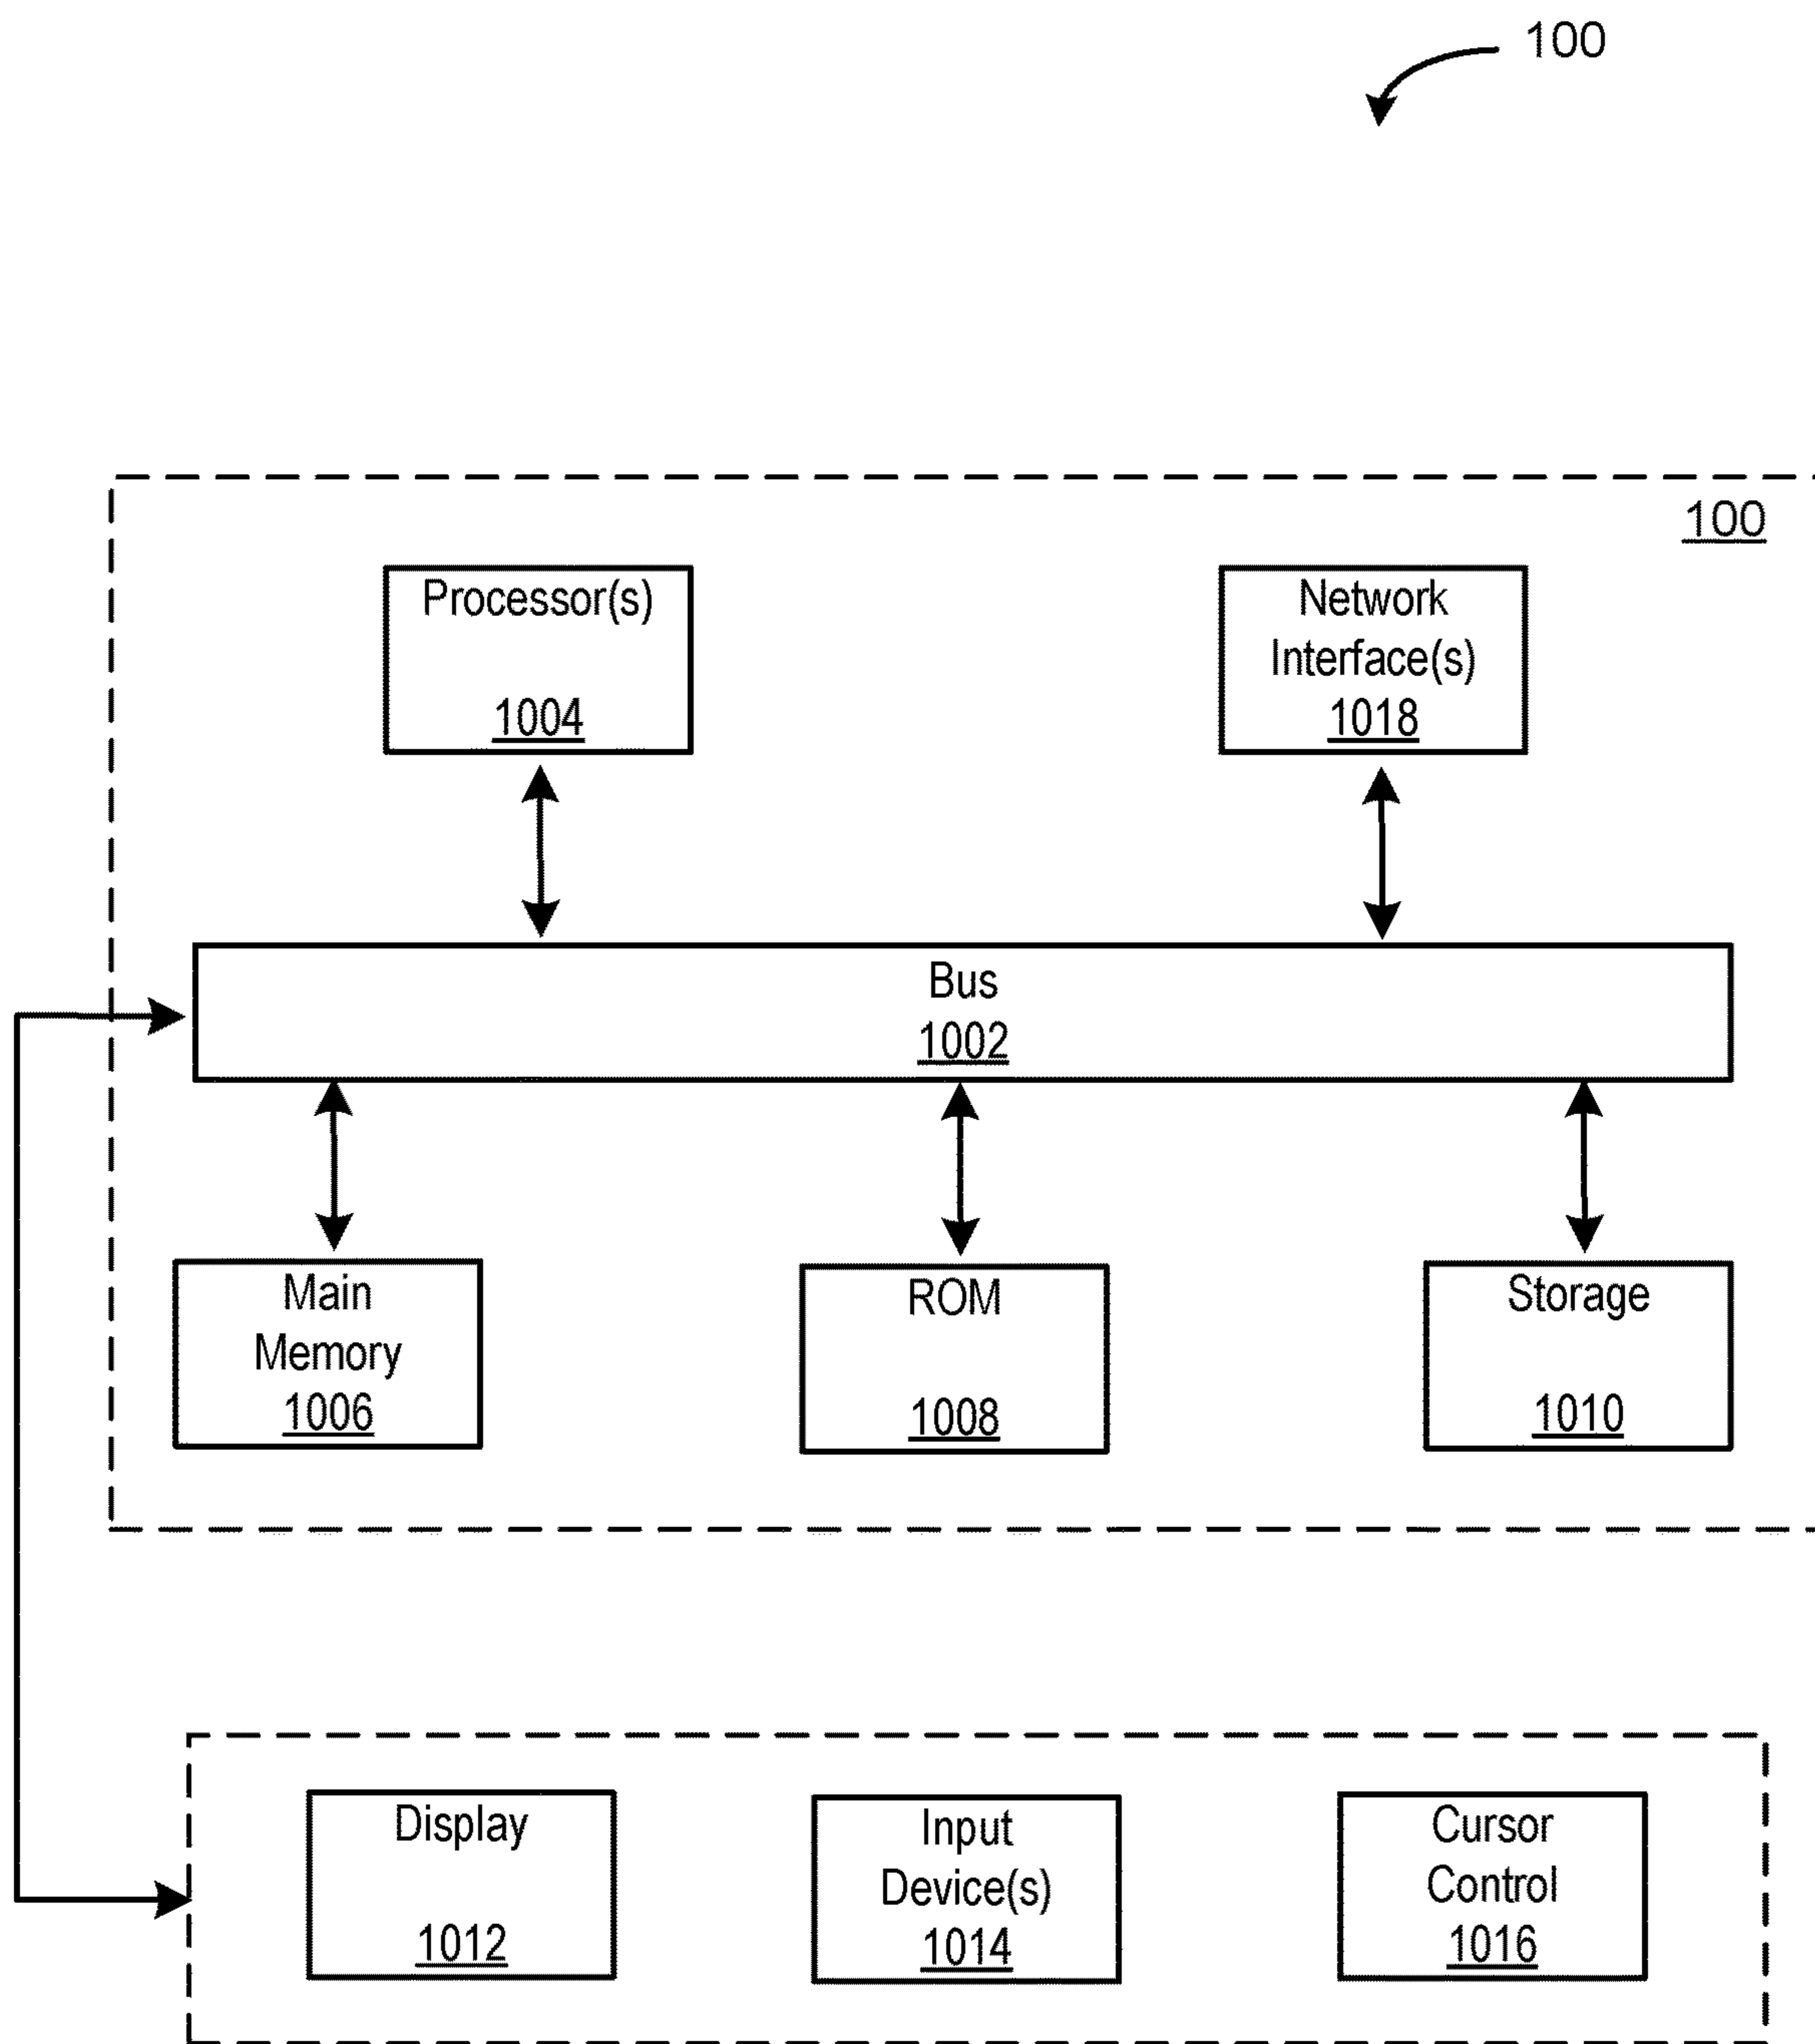 100
100
Processor(s)
1004
Network
Interface(s)
1018
Bus
1002
Main
Memory
1006
ROM
1008
Storage
1010
Display
1012
Input
Device(s)
1014
Cursor
Control
1016